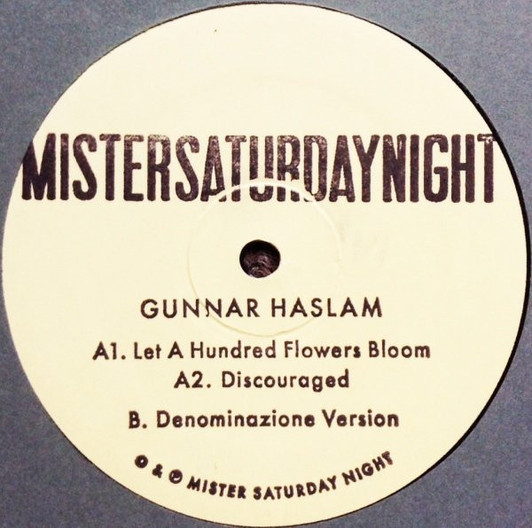 MISTERSATURDAYNIGHT
GUNNAR HASLAM
A1. Let A Hundred Flowers Bloom
A2. Discouraged
B. Denominazione Version
© & ℗ MISTER SATURDAY NIGHT